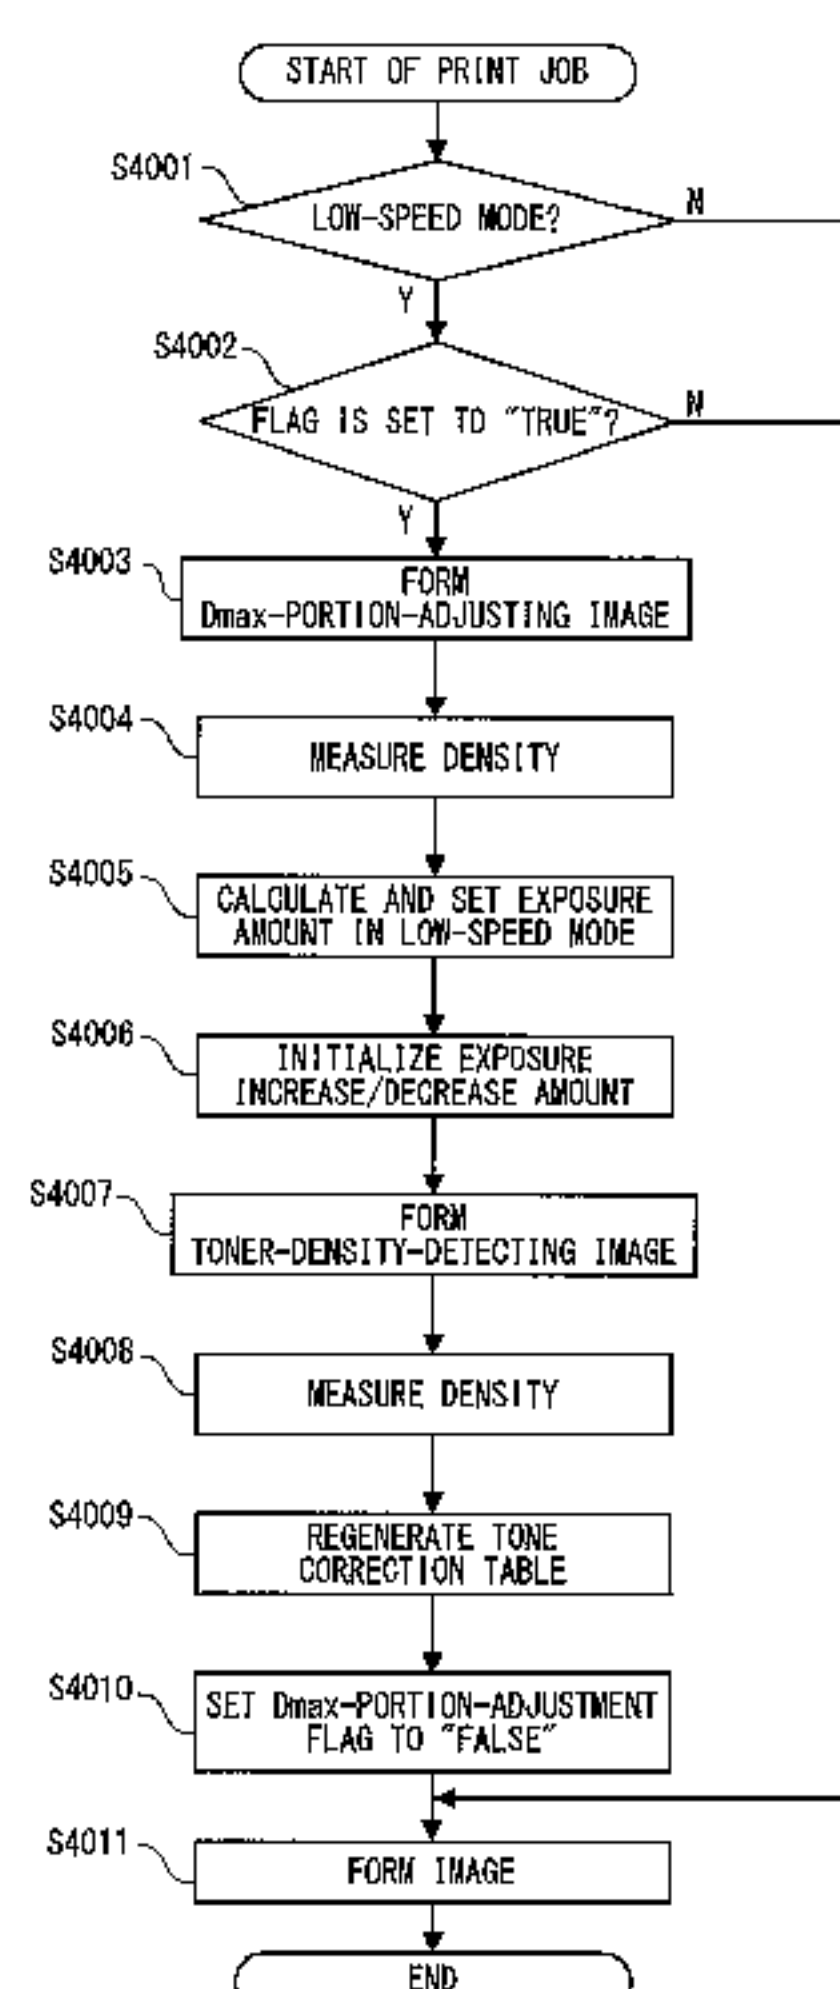 START OF PRINT JOB
S4001
LOW-SPEED MODE?
N
Y
S4002
FLAG IS SET TO "TRUE"?
N
Y
S4003
FORM
Dmax-PORTION-ADJUSTING IMAGE
S4004
MEASURE DENSITY
S4005
CALCULATE AND SET EXPOSURE
AMOUNT IN LOW-SPEED MODE
S4006
INITIALIZE EXPOSURE
INCREASE/DECREASE AMOUNT
S4007
FORM
TONER-DENSITY-DETECTING IMAGE
S4008
MEASURE DENSITY
S4009
REGENERATE TONE
CORRECTION TABLE
S4010
SET Dmax-PORTION-ADJUSTMENT
FLAG TO "FALSE"
S4011
FORM IMAGE
END